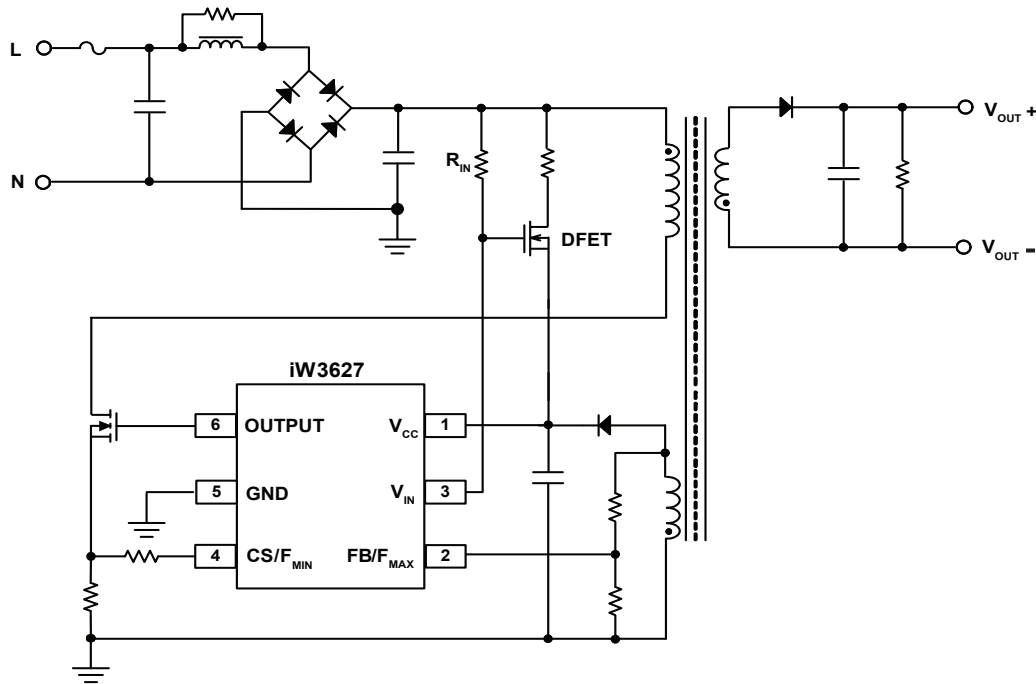 L
N
R_IN
DFET
V_OUT +
V_OUT -
iW3627
6 OUTPUT
V_CC 1
5 GND
V_IN 3
4 CS/F_MIN
FB/F_MAX 2